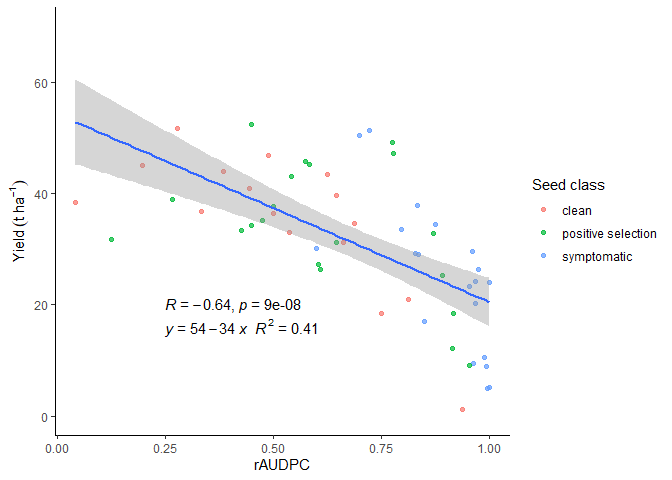 60
40
20
0
Yield (t ha⁻¹)
R = −0.64, p = 9e-08
y = 54 − 34 x  R² = 0.41
0.00 0.25 0.50 0.75 1.00
rAUDPC
Seed class
clean
positive selection
symptomatic